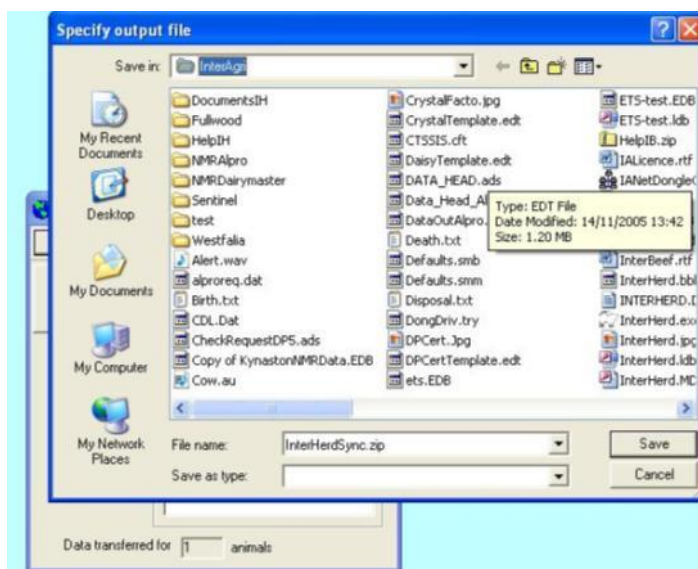 Specify output file
Save in: InterAgri
My Recent
Documents
Desktop
My Documents
My Computer
My Network
Places
DocumentsIH
Fullwood
HelpIH
NMRAlpro
NMRDairymaster
Sentinel
test
Westfalia
Alert.wav
alproreq.dat
Birth.txt
CDL.Dat
CheckRequestDP5.ads
Copy of KynastonNMRData.EDB
Cow.au
CrystalFacto.jpg
CrystalTemplate.edt
CTSSIS.cft
DaisyTemplate.edt
DATA_HEAD.ads
Data_Head_Al
DataOutAlpro.
Death.txt
Defaults.smb
Defaults.smm
Disposal.txt
DongDriv.try
DPCert.Jpg
DPCertTemplate.edt
ets.EDB
ETS-test.EDB
ETS-test.ldb
HelpIB.zip
IALicence.rtf
IANetDongleC
Type: EDT File
Date Modified: 14/11/2005 13:42
Size: 1.20 MB
InterBeef.rtf
InterHerd.bbl
INTERHERD.D
InterHerd.exe
InterHerd.jpg
InterHerd.ldb
InterHerd.MD
File name: InterHerdSync.zip
Save as type:
Save
Cancel
Data transferred for 1 animals